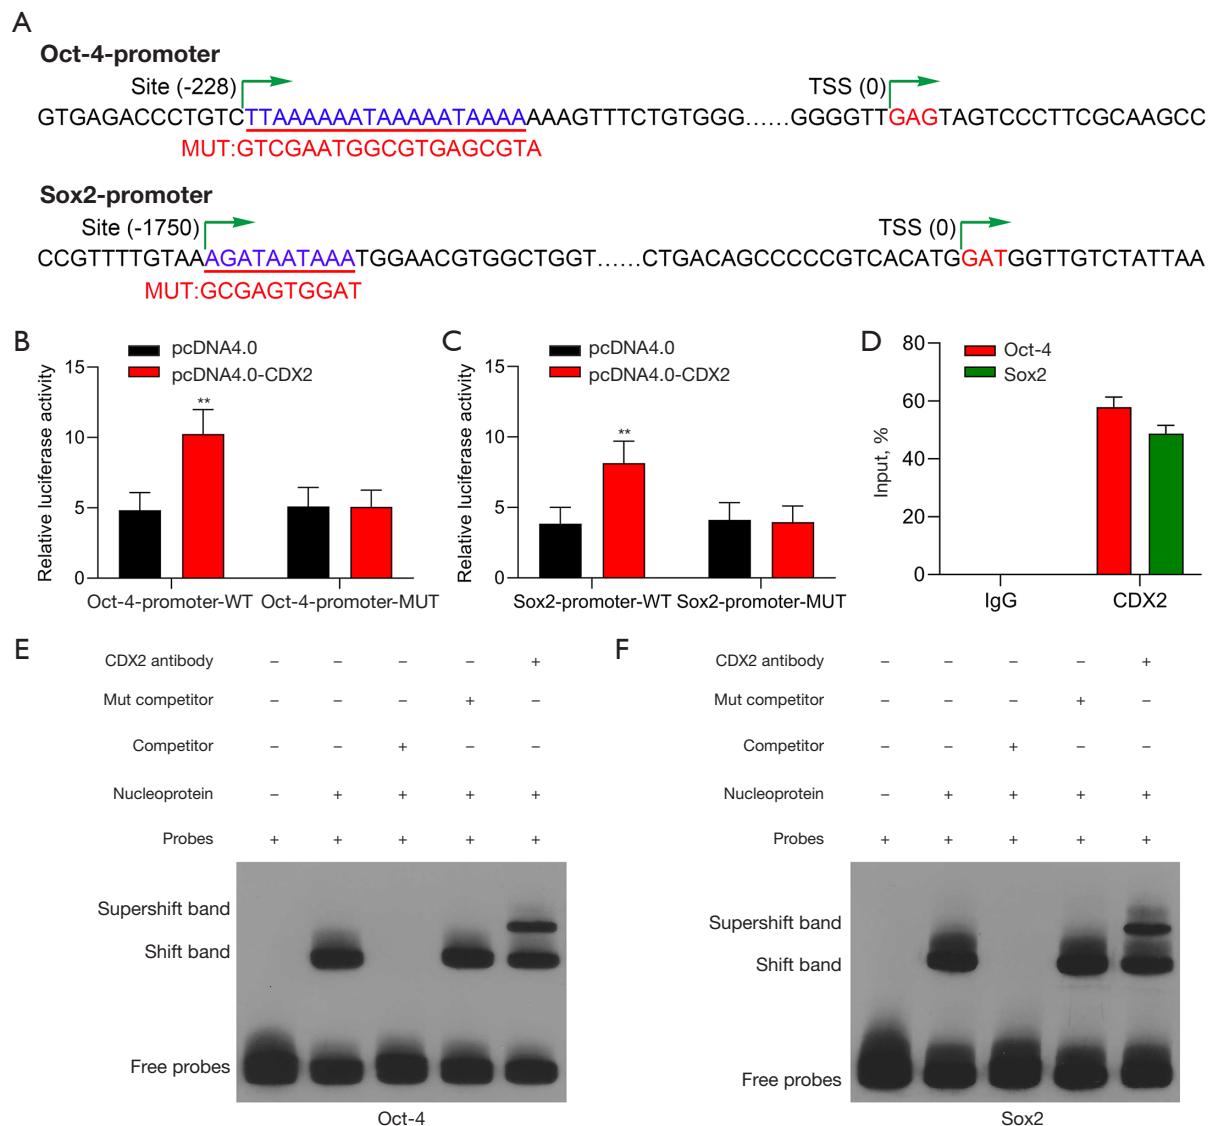 A
Oct-4-promoter
Site (-228) TSS (0)
GTGAGACCCTGTCTTAAAAAATAAAAATAAAAAAAGTTTCTGTGGG......GGGGTTGAGTAGTCCCTTCGCAAGCC
MUT:GTCGAATGGCGTGAGCGTA
Sox2-promoter
Site (-1750) TSS (0)
CCGTTTTGTAAAGATAATAAATGGAACGTGGCTGGT......CTGACAGCCCCCGTCACATGGATGGTTGTCTATTAA
MUT:GCGAGTGGAT
B
pcDNA4.0
pcDNA4.0-CDX2
Relative luciferase activity
15
10
5
0
**
Oct-4-promoter-WT Oct-4-promoter-MUT
C
pcDNA4.0
pcDNA4.0-CDX2
Relative luciferase activity
15
10
5
0
**
Sox2-promoter-WT Sox2-promoter-MUT
D
Oct-4
Sox2
Input, %
80
60
40
20
0
IgG CDX2
E
CDX2 antibody – – – – +
Mut competitor – – – + –
Competitor – – + – –
Nucleoprotein – + + + +
Probes + + + + +
Supershift band
Shift band
Free probes
Oct-4
F
CDX2 antibody – – – – +
Mut competitor – – – + –
Competitor – – + – –
Nucleoprotein – + + + +
Probes + + + + +
Supershift band
Shift band
Free probes
Sox2